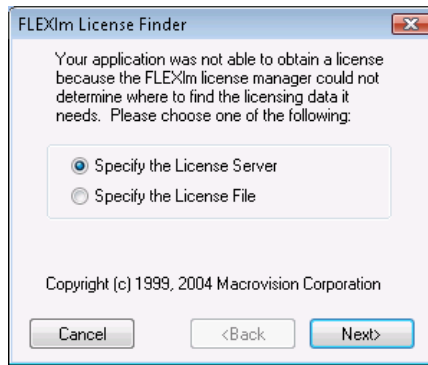 FLEXlm License Finder
Your application was not able to obtain a license
because the FLEXlm license manager could not
determine where to find the licensing data it
needs. Please choose one of the following:
Specify the License Server
Specify the License File
Copyright (c) 1999, 2004 Macrovision Corporation
Cancel
<Back
Next>